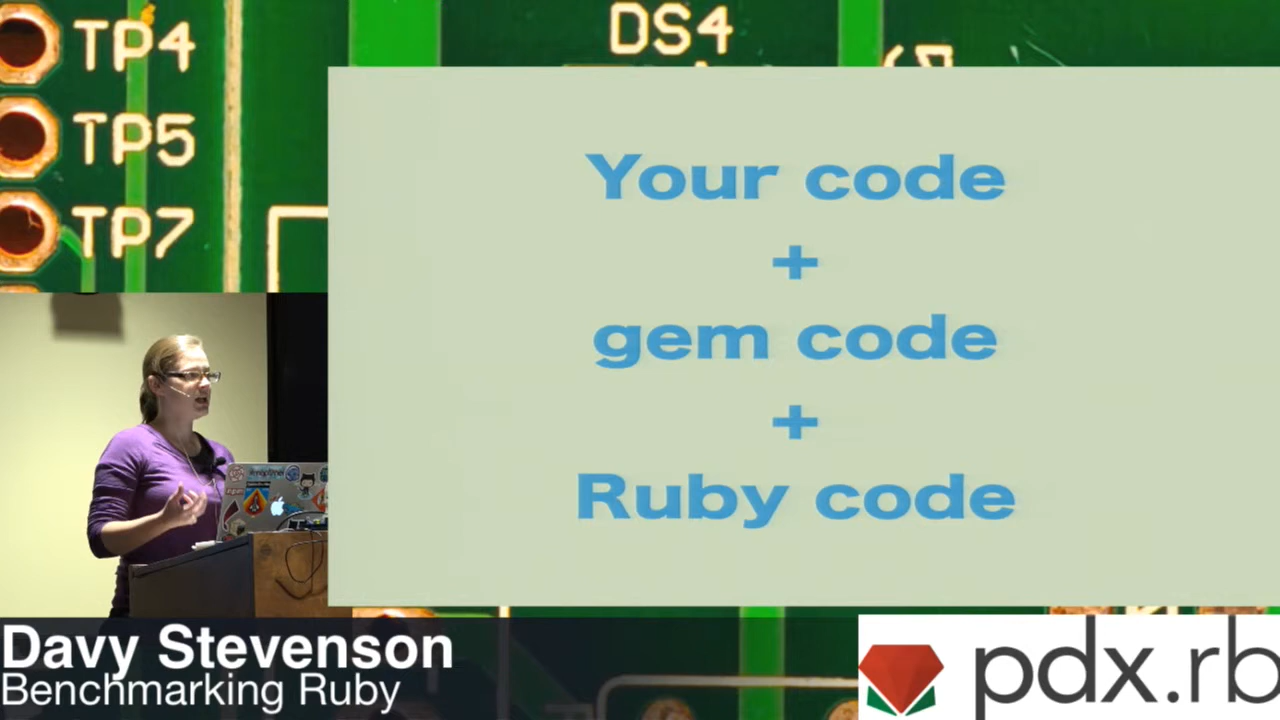 TP4
TP5
TP7
DS4
Your code
+
gem code
+
Ruby code
Davy Stevenson
Benchmarking Ruby
pdx.rb